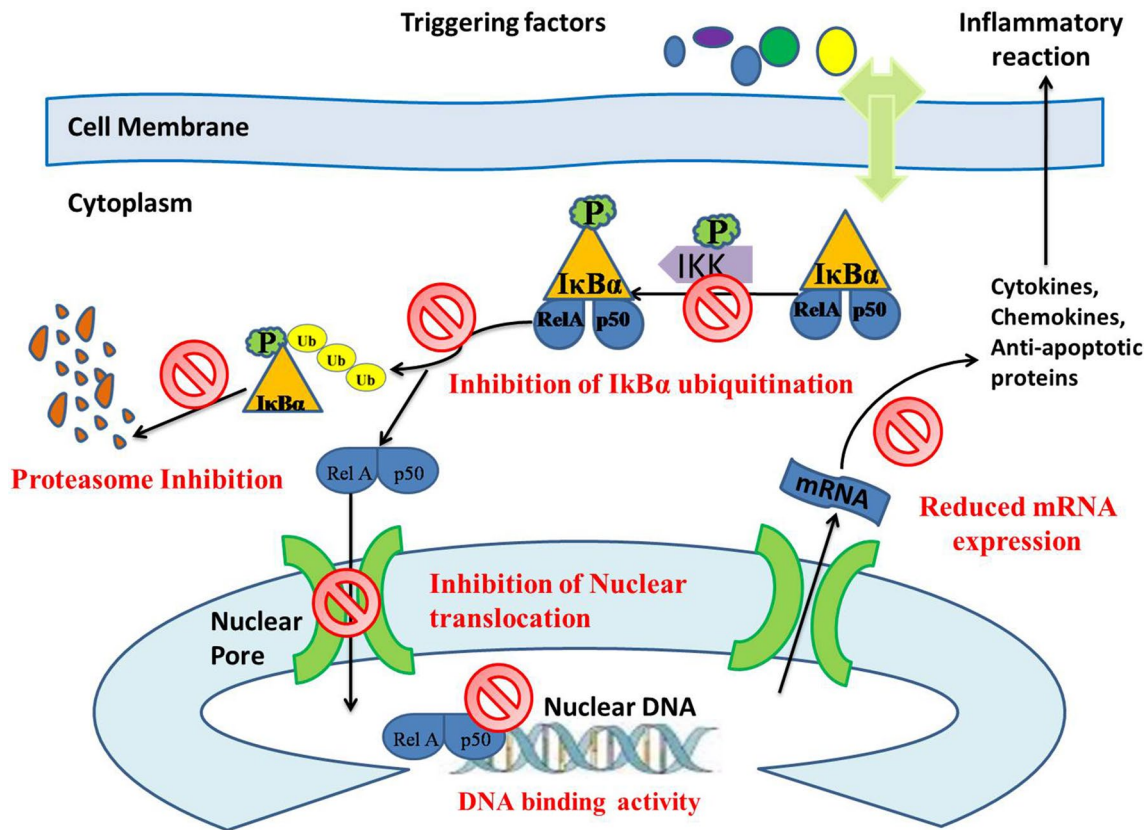 Triggering factors
Inflammatory
reaction
Cell Membrane
Cytoplasm
P
IκBα
RelA
p50
P
IKK
IκBα
RelA
p50
Cytokines,
Chemokines,
Anti-apoptotic
proteins
P
Ub
Ub
Ub
IκBα
Inhibition of IkBα ubiquitination
Proteasome Inhibition
Rel A
p50
mRNA
Reduced mRNA
expression
Inhibition of Nuclear
translocation
Nuclear
Pore
Nuclear DNA
Rel A
p50
DNA binding activity